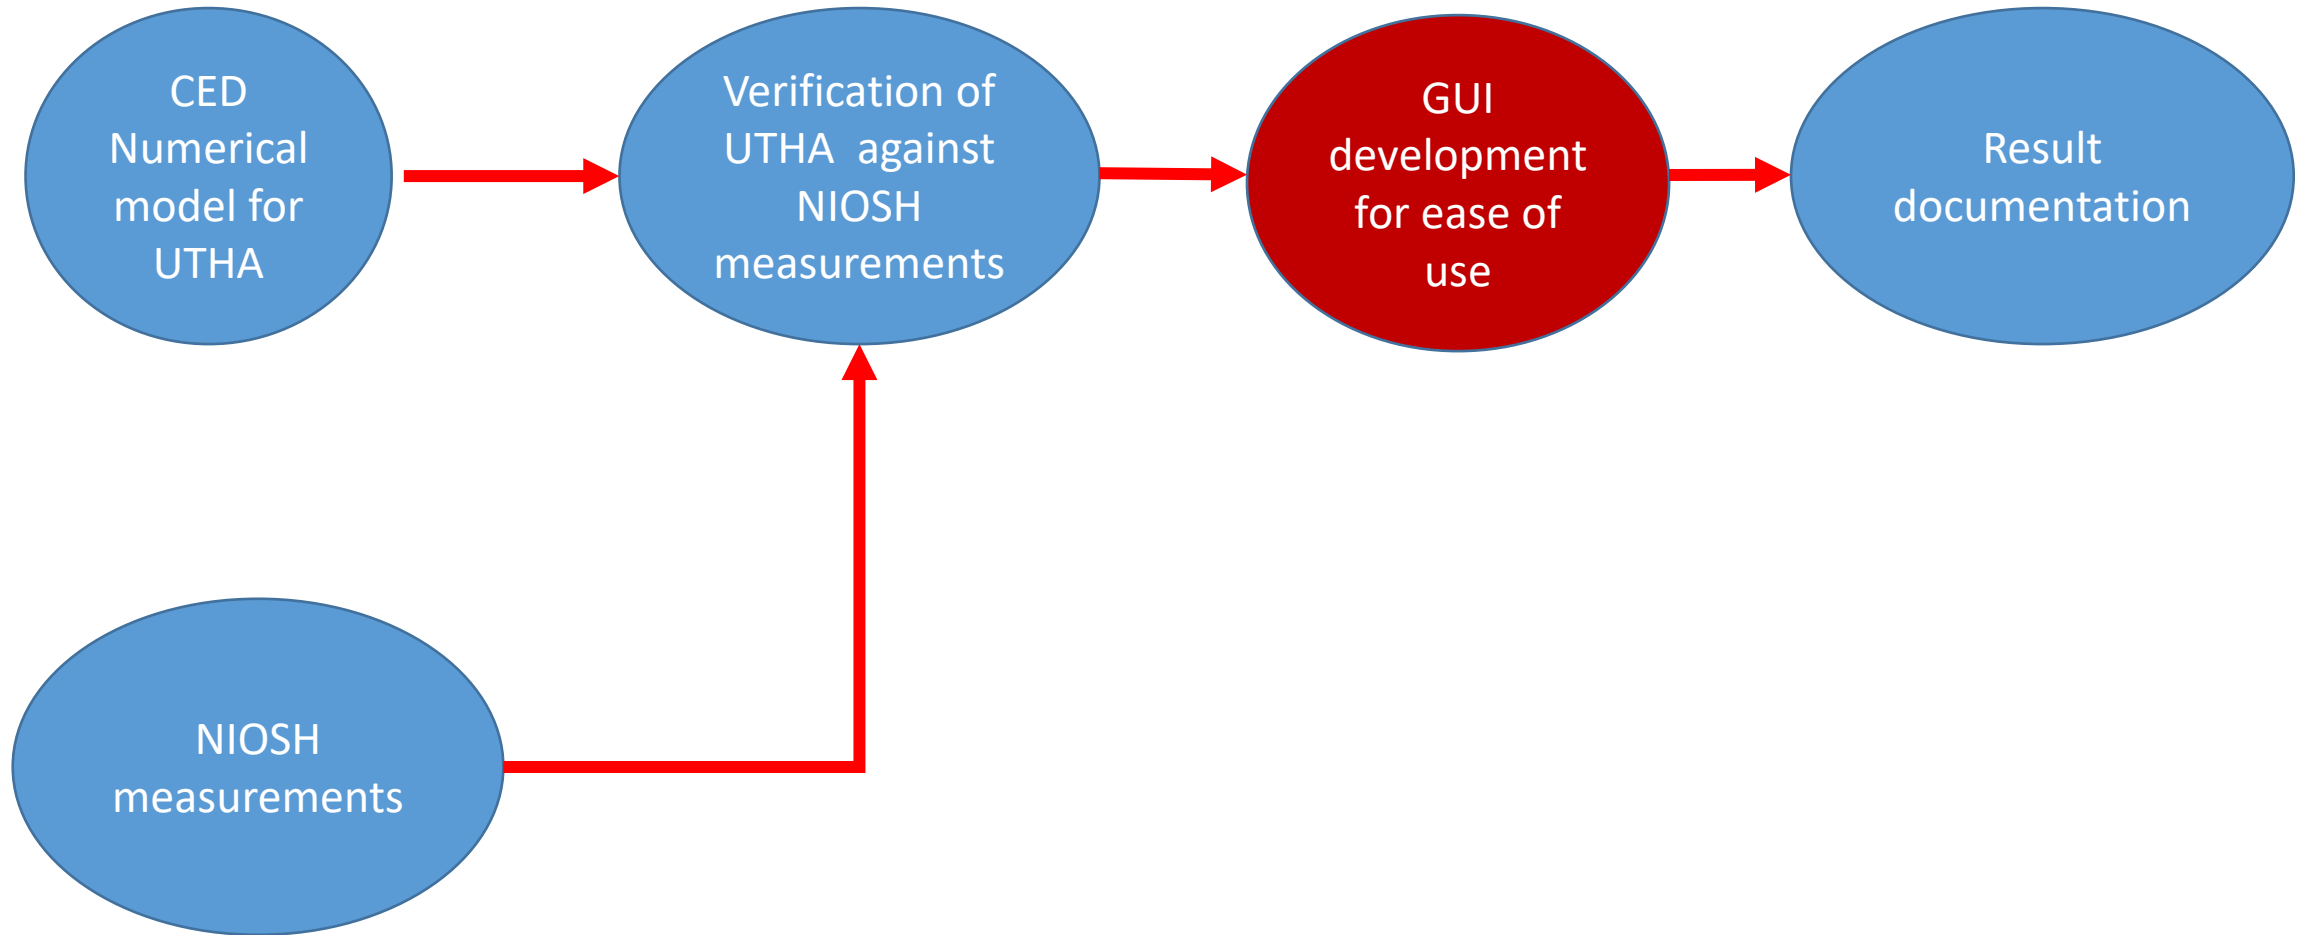 CED
Numerical
model for
UTHA
Verification of
UTHA  against
NIOSH
measurements
GUI
development
for ease of
use
Result
documentation
NIOSH
measurements